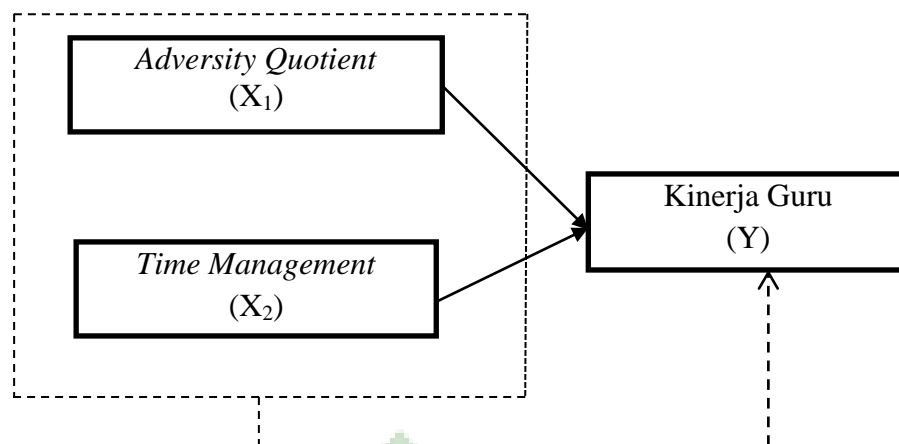 Adversity Quotient
(X₁)
Kinerja Guru
(Y)
Time Management
(X₂)